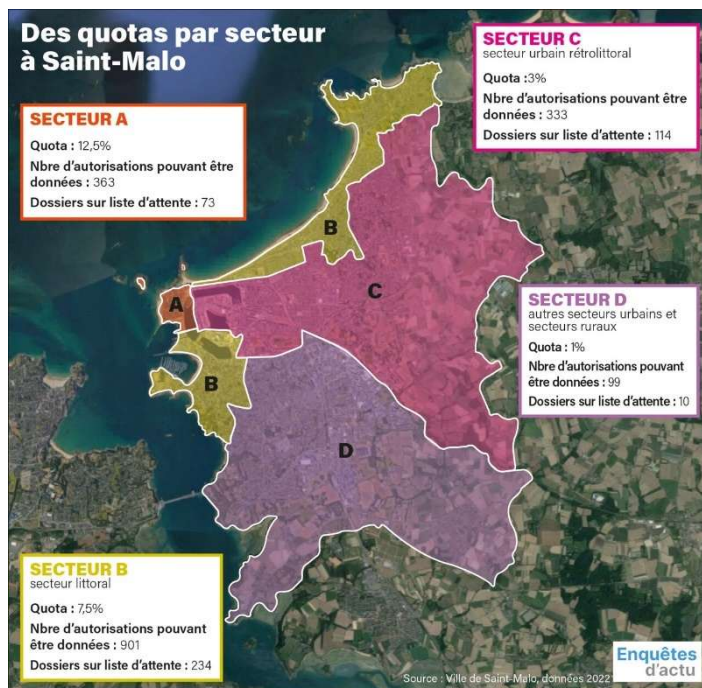 Des quotas par secteur
à Saint-Malo
SECTEUR A
Quota : 12,5%
Nbre d'autorisations pouvant être
données : 363
Dossiers sur liste d'attente : 73
SECTEUR C
secteur urbain rétrolittoral
Quota :3%
Nbre d'autorisations pouvant être
données : 333
Dossiers sur liste d'attente : 114
B
A
C
B
D
SECTEUR D
autres secteurs urbains et
secteurs ruraux
Quota : 1%
Nbre d'autorisations pouvant
être données : 99
Dossiers sur liste d'attente : 10
SECTEUR B
secteur littoral
Quota : 7,5%
Nbre d'autorisations pouvant
être données : 901
Dossiers sur liste d'attente : 234
Enquêtes
d'actu
Source : Ville de Saint-Malo, données 2022